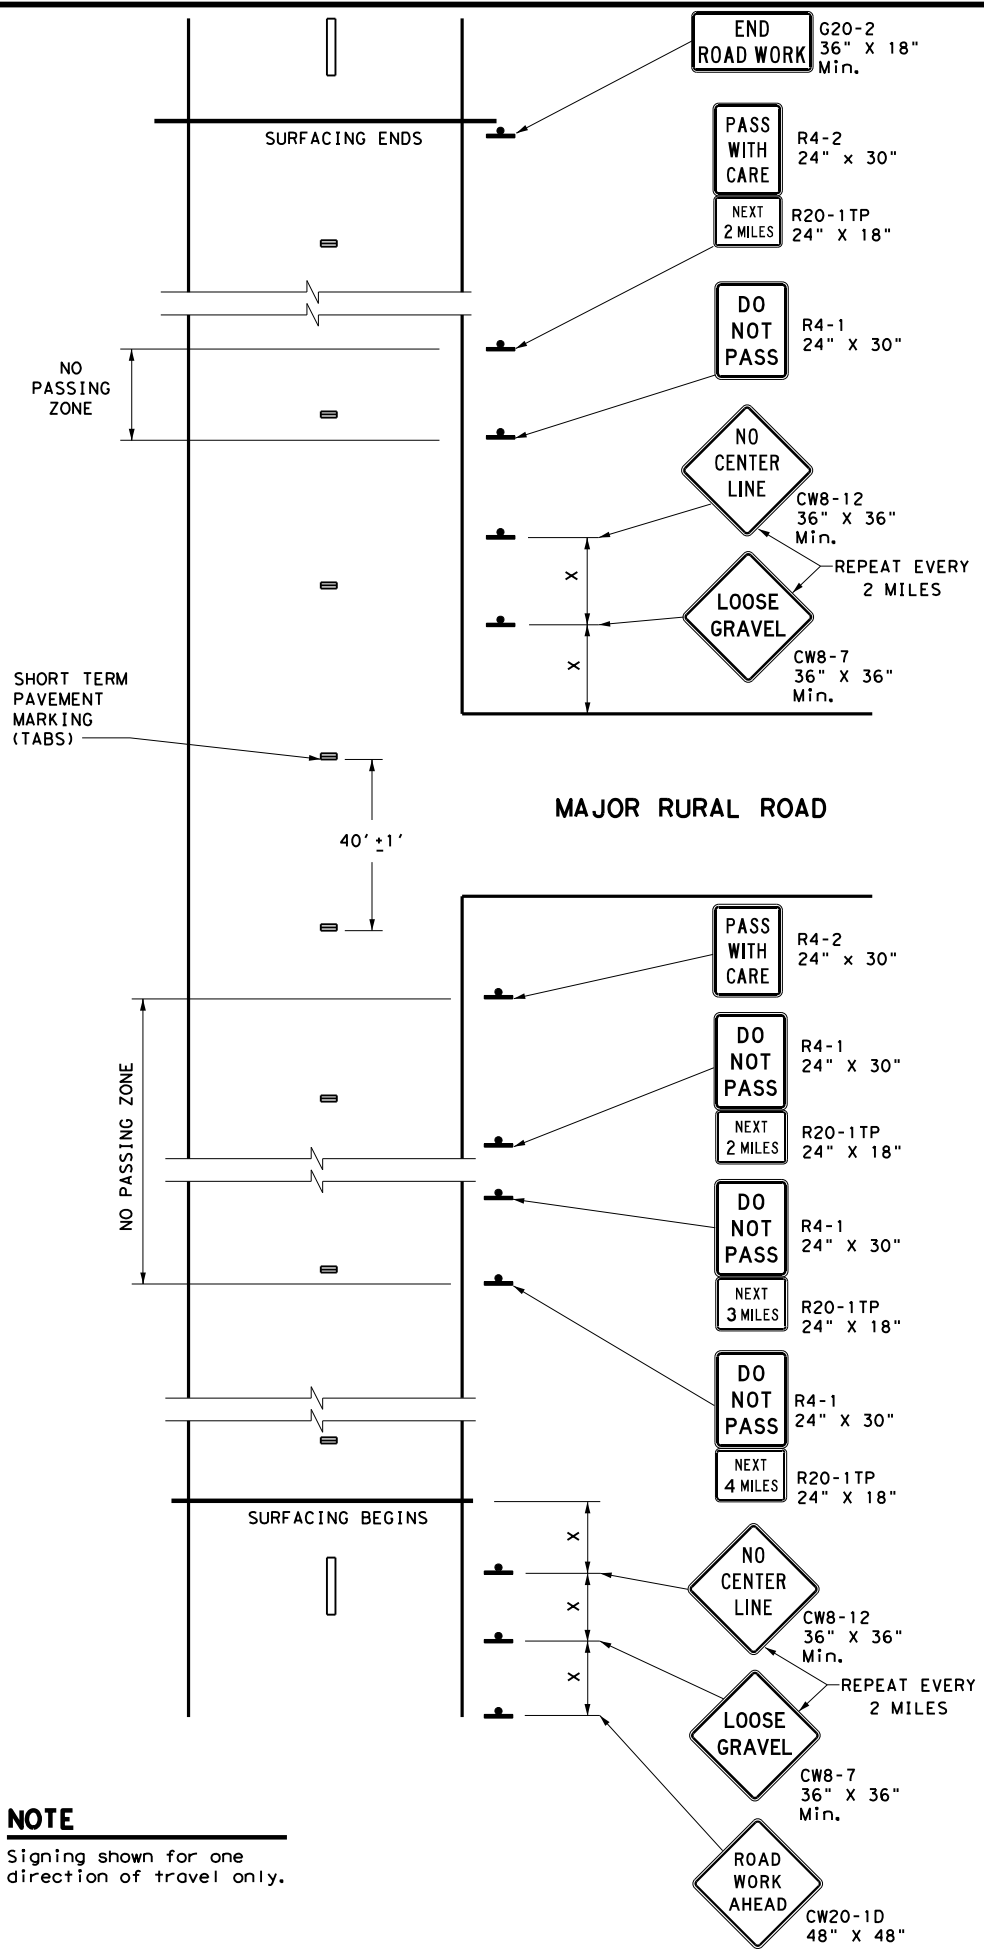 END
ROAD WORK
G20-2
36" X 18"
Min.
SURFACING ENDS
PASS
WITH
CARE
R4-2
24" x 30"
NEXT
2 MILES
R20-1TP
24" X 18"
DO
NOT
PASS
R4-1
24" X 30"
NO
PASSING
ZONE
NO
CENTER
LINE
CW8-12
36" X 36"
Min.
REPEAT EVERY
2 MILES
X
LOOSE
GRAVEL
CW8-7
36" X 36"
Min.
X
SHORT TERM
PAVEMENT
MARKING
(TABS)
MAJOR RURAL ROAD
40' ±1'
PASS
WITH
CARE
R4-2
24" x 30"
DO
NOT
PASS
R4-1
24" X 30"
NEXT
2 MILES
R20-1TP
24" X 18"
NO PASSING ZONE
DO
NOT
PASS
R4-1
24" X 30"
NEXT
3 MILES
R20-1TP
24" X 18"
DO
NOT
PASS
R4-1
24" X 30"
NEXT
4 MILES
R20-1TP
24" X 18"
SURFACING BEGINS
X
NO
CENTER
LINE
CW8-12
36" X 36"
Min.
X
REPEAT EVERY
2 MILES
X
LOOSE
GRAVEL
CW8-7
36" X 36"
Min.
NOTE
Signing shown for one
direction of travel only.
ROAD
WORK
AHEAD
CW20-1D
48" X 48"